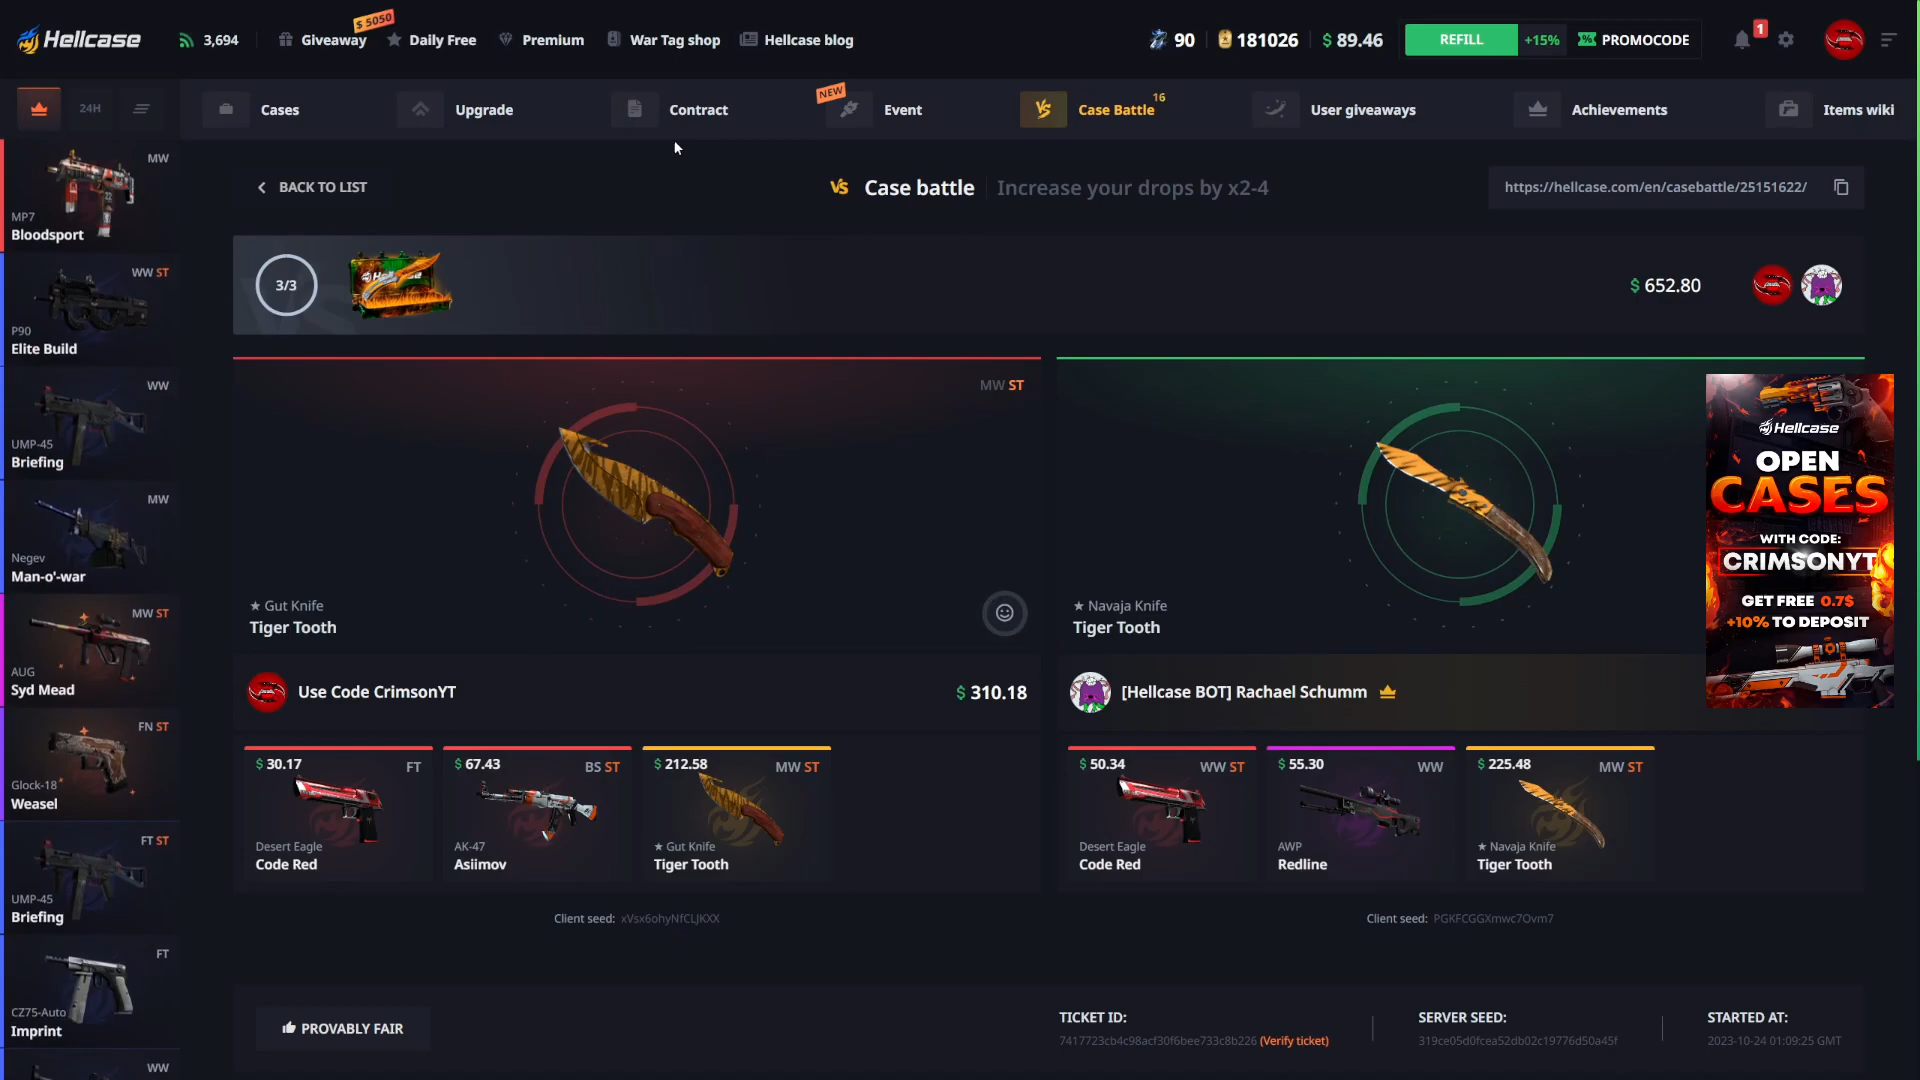 Hellcase
3,694
Giveaway
$ 5050
Daily Free
Premium
War Tag shop
Hellcase blog
90
181026
$ 89.46
REFILL
+15%
PROMOCODE
1
24H
Cases
Upgrade
Contract
NEW
Event
VS
Case Battle
16
User giveaways
Achievements
Items wiki
MW
MP7
Bloodsport
WW ST
P90
Elite Build
WW
UMP-45
Briefing
MW
Negev
Man-o'-war
MW ST
AUG
Syd Mead
FN ST
Glock-18
Weasel
FT ST
UMP-45
Briefing
FT
CZ75-Auto
Imprint
WW
BACK TO LIST
VS Case battle
Increase your drops by x2-4
https://hellcase.com/en/casebattle/25151622/
3/3
$ 652.80
MW ST
★ Gut Knife
Tiger Tooth
★ Navaja Knife
Tiger Tooth
Hellcase
OPEN
CASES
WITH CODE:
CRIMSONYT
GET FREE 0.7$
+10% TO DEPOSIT
Use Code CrimsonYT
$ 310.18
[Hellcase BOT] Rachael Schumm
$ 30.17
FT
Desert Eagle
Code Red
$ 67.43
BS ST
AK-47
Asiimov
$ 212.58
MW ST
★ Gut Knife
Tiger Tooth
$ 50.34
WW ST
Desert Eagle
Code Red
$ 55.30
WW
AWP
Redline
$ 225.48
MW ST
★ Navaja Knife
Tiger Tooth
Client seed: xVsx6ohyNfCLJKXX
Client seed: PGKFCGGXmwc7Ovm7
PROVABLY FAIR
TICKET ID:
7417723cb4c98acf30f6bee733c8b226 (Verify ticket)
SERVER SEED:
319ce05d0fcea52db02c19776d50a45f
STARTED AT:
2023-10-24 01:09:25 GMT